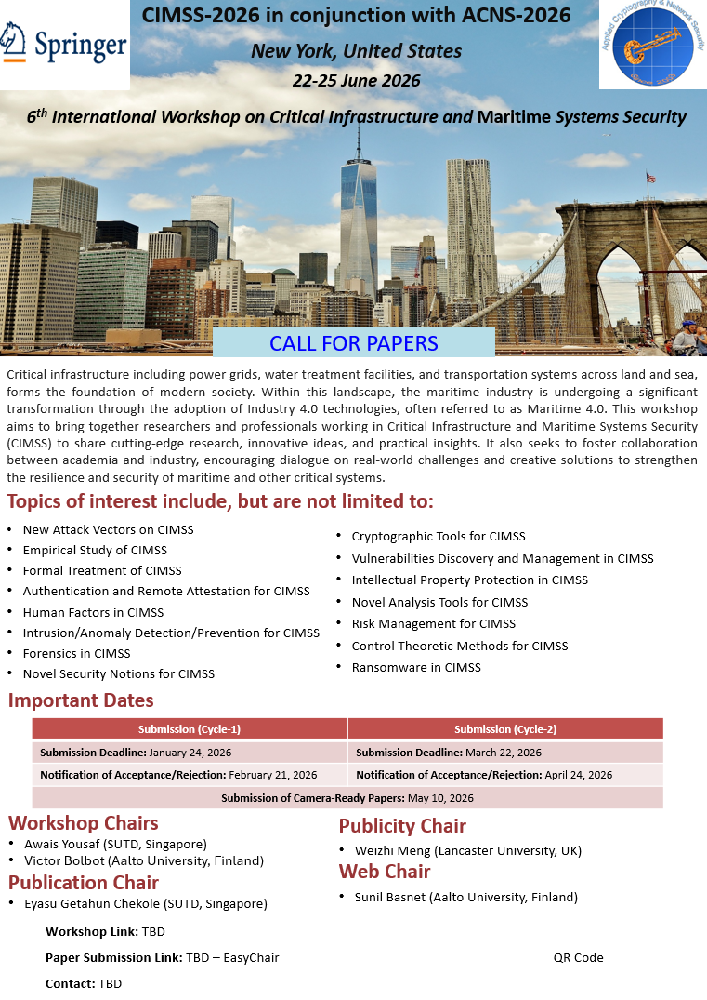 CIMSS-2026 in conjunction with ACNS-2026
Springer
Applied Cryptography & Network Security
New York, United States
22-25 June 2026
6th International Workshop on Critical Infrastructure and Maritime Systems Security
CALL FOR PAPERS
Critical infrastructure including power grids, water treatment facilities, and transportation systems across land and sea,
forms the foundation of modern society. Within this landscape, the maritime industry is undergoing a significant
transformation through the adoption of Industry 4.0 technologies, often referred to as Maritime 4.0. This workshop
aims to bring together researchers and professionals working in Critical Infrastructure and Maritime Systems Security
(CIMSS) to share cutting-edge research, innovative ideas, and practical insights. It also seeks to foster collaboration
between academia and industry, encouraging dialogue on real-world challenges and creative solutions to strengthen
the resilience and security of maritime and other critical systems.
Topics of interest include, but are not limited to:
• New Attack Vectors on CIMSS
• Empirical Study of CIMSS
• Formal Treatment of CIMSS
• Authentication and Remote Attestation for CIMSS
• Human Factors in CIMSS
• Intrusion/Anomaly Detection/Prevention for CIMSS
• Forensics in CIMSS
• Novel Security Notions for CIMSS
• Cryptographic Tools for CIMSS
• Vulnerabilities Discovery and Management in CIMSS
• Intellectual Property Protection in CIMSS
• Novel Analysis Tools for CIMSS
• Risk Management for CIMSS
• Control Theoretic Methods for CIMSS
• Ransomware in CIMSS
Important Dates
Submission (Cycle-1) Submission (Cycle-2)
Submission Deadline: January 24, 2026 Submission Deadline: March 22, 2026
Notification of Acceptance/Rejection: February 21, 2026 Notification of Acceptance/Rejection: April 24, 2026
Submission of Camera-Ready Papers: May 10, 2026
Workshop Chairs
• Awais Yousaf (SUTD, Singapore)
• Victor Bolbot (Aalto University, Finland)
Publication Chair
• Eyasu Getahun Chekole (SUTD, Singapore)
Publicity Chair
• Weizhi Meng (Lancaster University, UK)
Web Chair
• Sunil Basnet (Aalto University, Finland)
Workshop Link: TBD
Paper Submission Link: TBD – EasyChair
QR Code
Contact: TBD